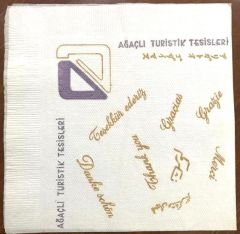 AĞAÇLI TURİSTİK TESİSLERİ
AĞAÇLI TURİSTİK TESİSLERİ
Teşekkür ederiz
Gracias
Grazie
Danke schön
Thank you
Merci